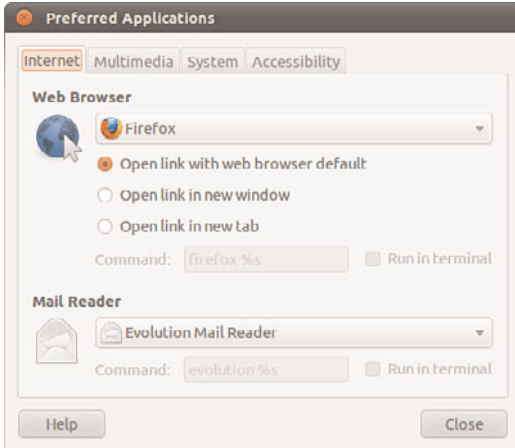 Preferred Applications
Internet Multimedia System Accessibility
Web Browser
Firefox
Open link with web browser default
Open link in new window
Open link in new tab
Command: firefox %s Run in terminal
Mail Reader
Evolution Mail Reader
Command: evolution %s Run in terminal
Help Close